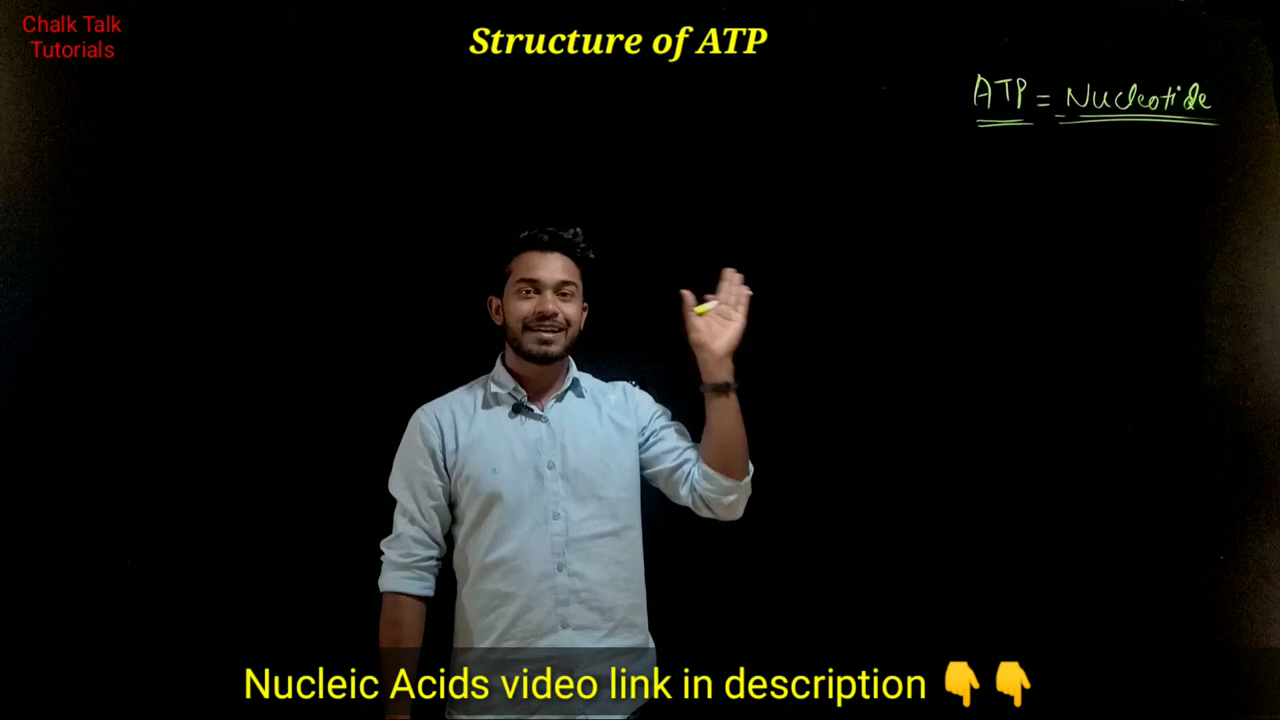 Chalk Talk
Tutorials
Structure of ATP
ATP = Nucleotide
Nucleic Acids video link in description 👇👇